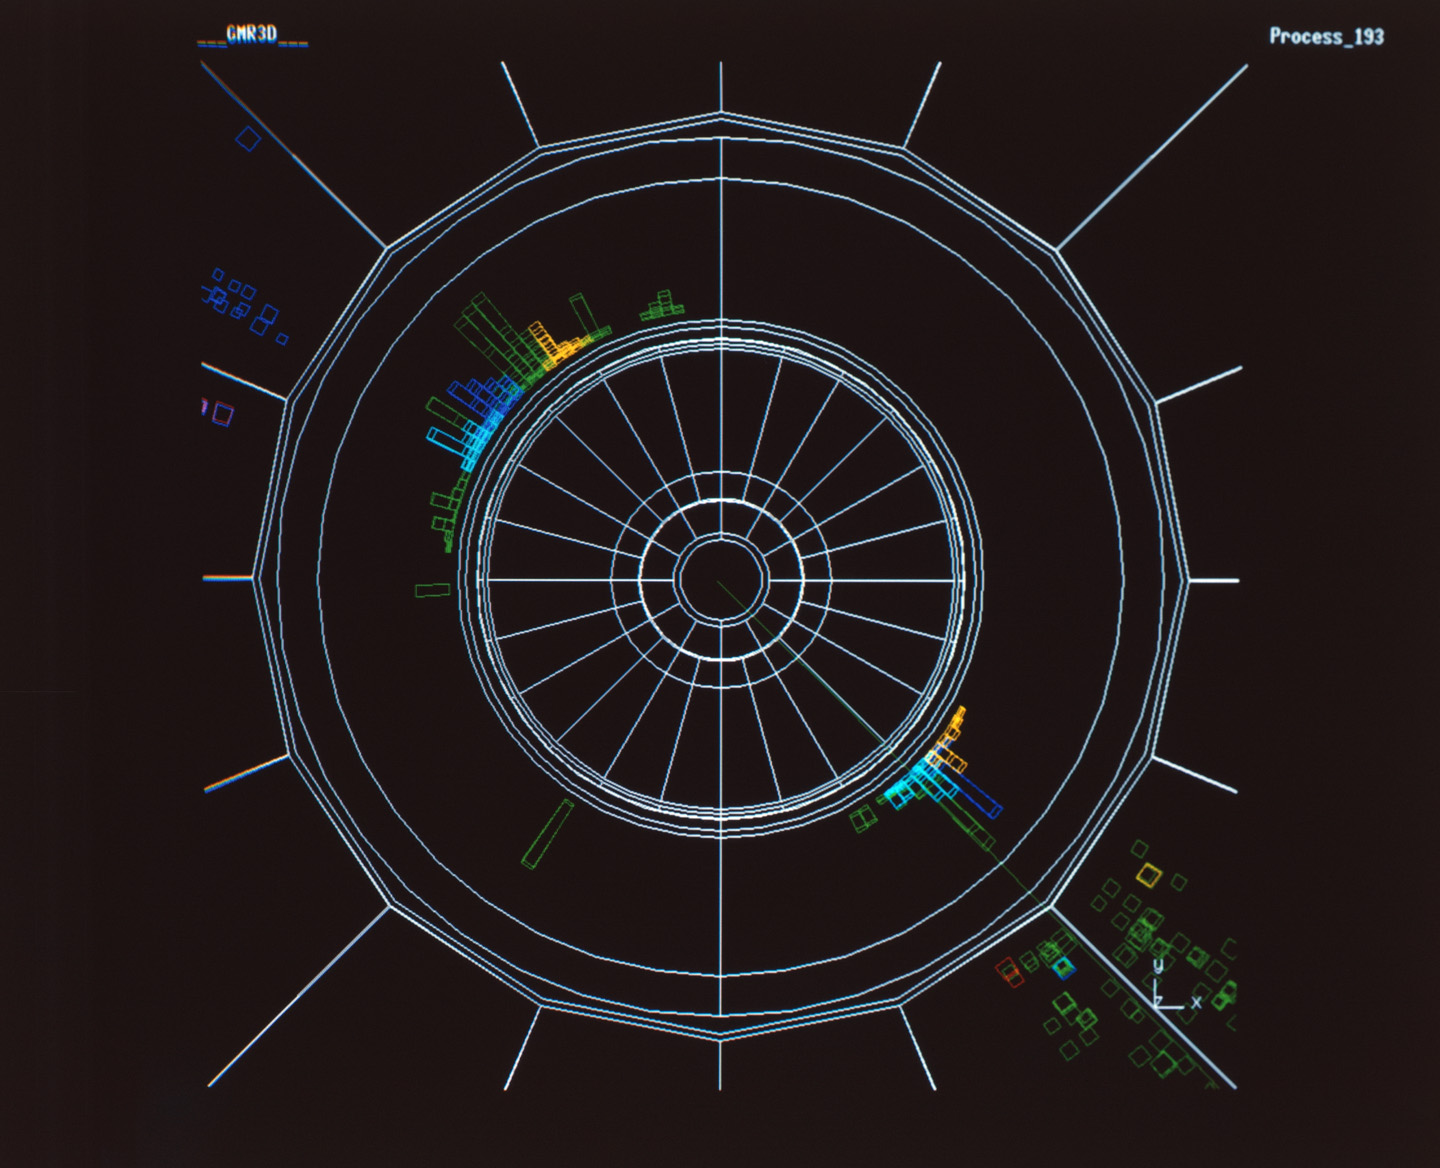 ___GMR3D___
Process_193
y
z x